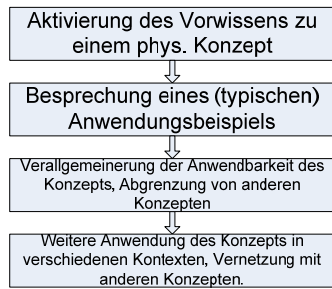 Aktivierung des Vorwissens zu
einem phys. Konzept
Besprechung eines (typischen)
Anwendungsbeispiels
Verallgemeinerung der Anwendbarkeit des
Konzepts, Abgrenzung von anderen
Konzepten
Weitere Anwendung des Konzepts in
verschiedenen Kontexten, Vernetzung mit
anderen Konzepten.